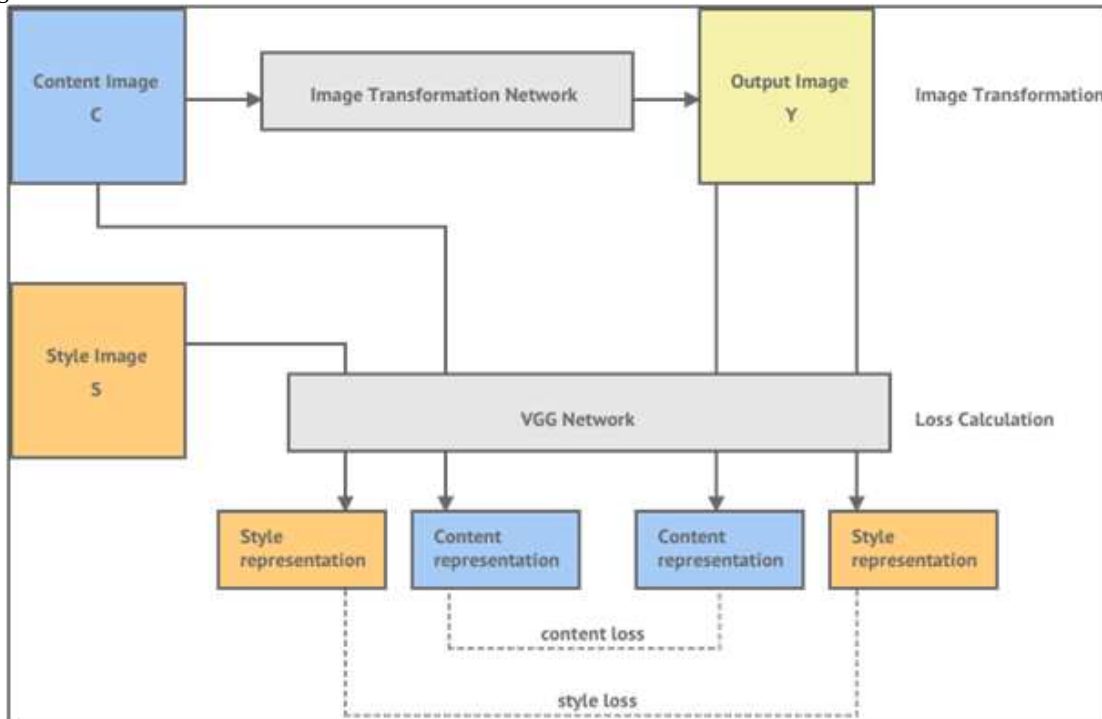 Content Image
C
Image Transformation Network
Output Image
Y
Image Transformation
Style Image
S
VGG Network
Loss Calculation
Style
representation
Content
representation
Content
representation
Style
representation
content loss
style loss